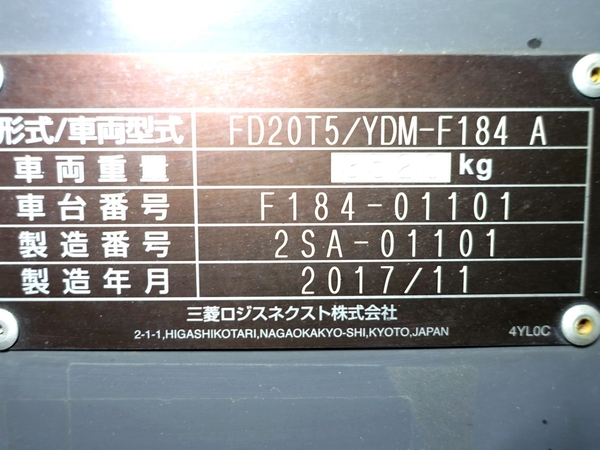 形式/車両型式 FD20T5/YDM-F184 A
車両重量 kg
車台番号 F184-01101
製造番号 2SA-01101
製造年月 2017/11
三菱ロジスネクスト株式会社
2-1-1,HIGASHIKOTARI,NAGAOKAKYO-SHI,KYOTO,JAPAN 4YL0C